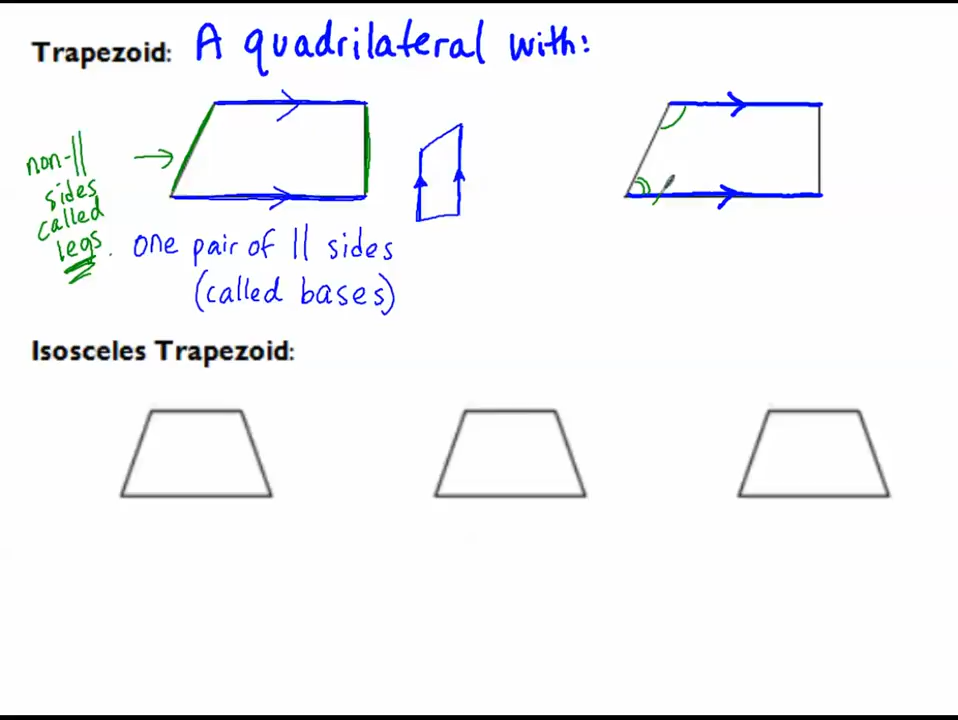 Trapezoid: A quadrilateral with:
non-||
sides
called
legs.
one pair of || sides
(called bases)
Isosceles Trapezoid: